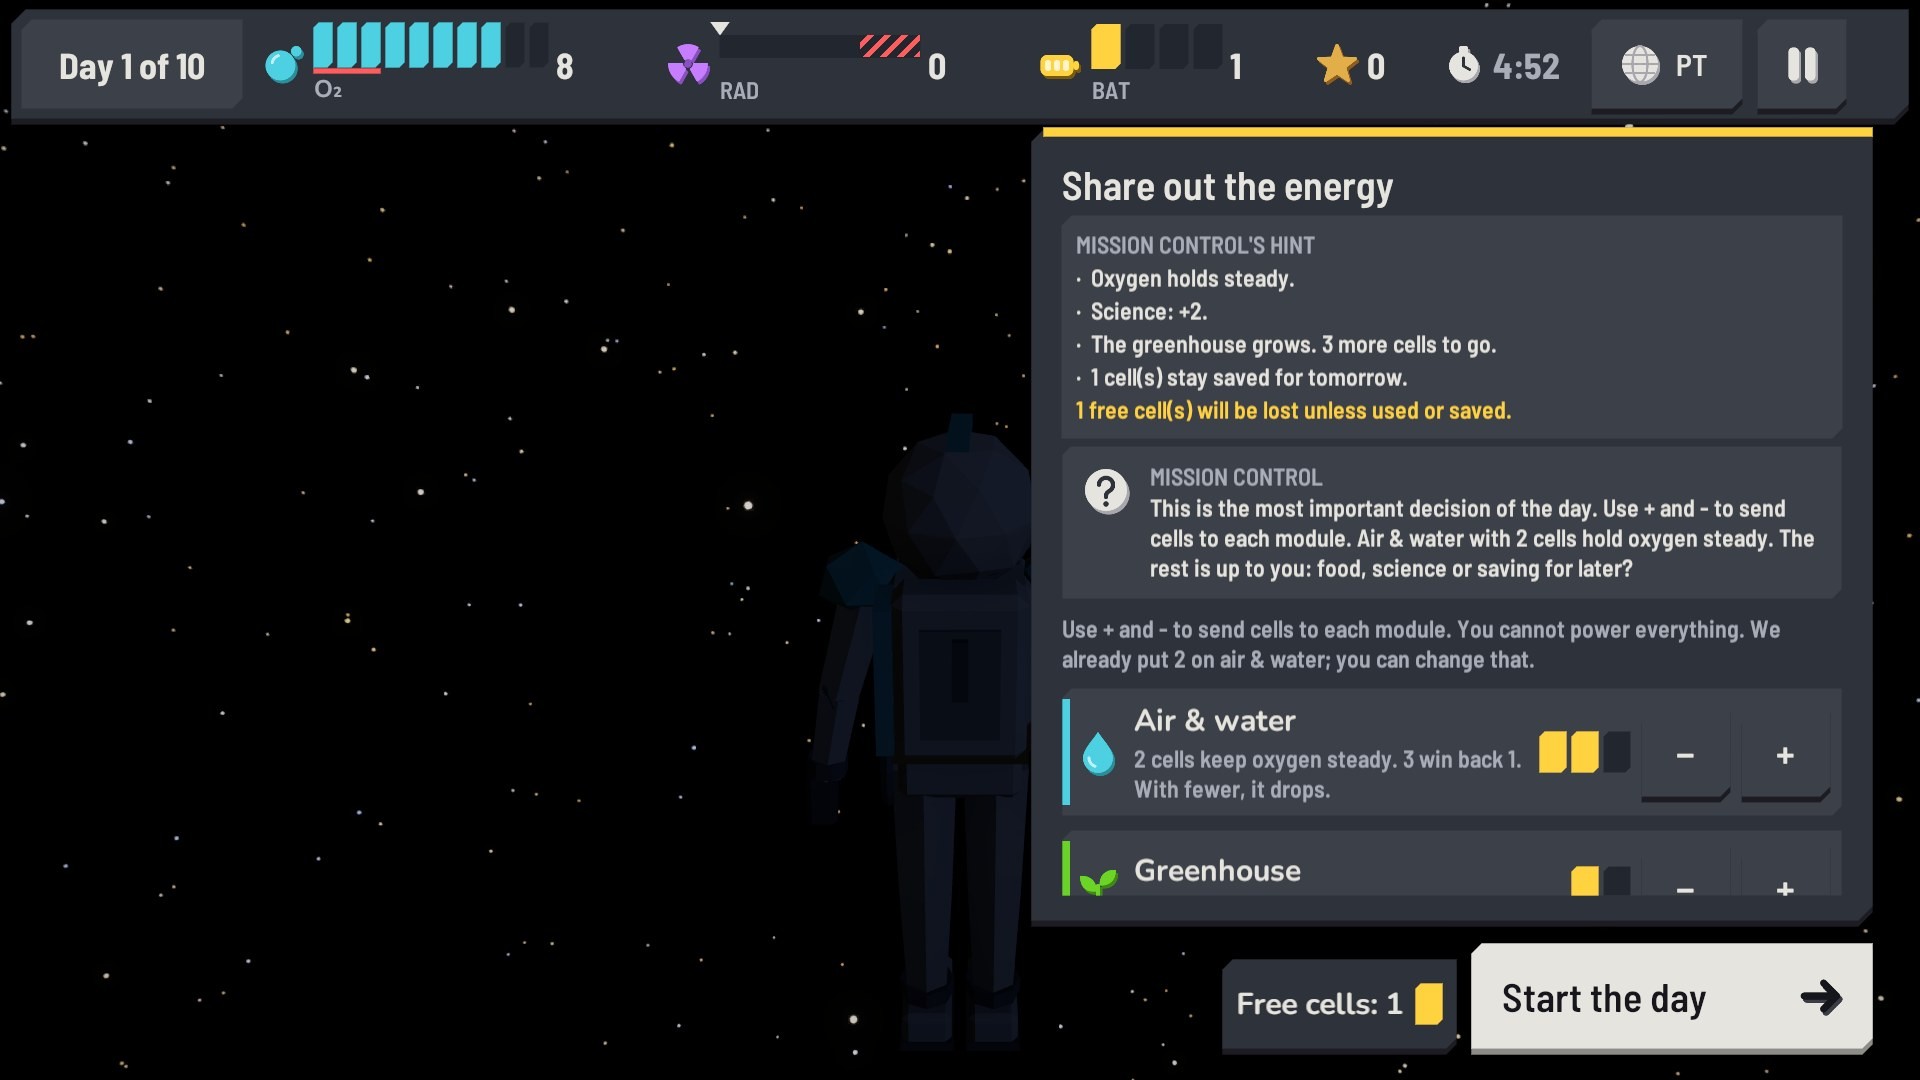 Day 1 of 10
O₂
8
RAD
0
BAT
1
0
4:52
PT
Share out the energy
MISSION CONTROL'S HINT
· Oxygen holds steady.
· Science: +2.
· The greenhouse grows. 3 more cells to go.
· 1 cell(s) stay saved for tomorrow.
1 free cell(s) will be lost unless used or saved.
?
MISSION CONTROL
This is the most important decision of the day. Use + and - to send
cells to each module. Air & water with 2 cells hold oxygen steady. The
rest is up to you: food, science or saving for later?
Use + and - to send cells to each module. You cannot power everything. We
already put 2 on air & water; you can change that.
Air & water
2 cells keep oxygen steady. 3 win back 1.
With fewer, it drops.
- +
Greenhouse
- +
Free cells: 1
Start the day